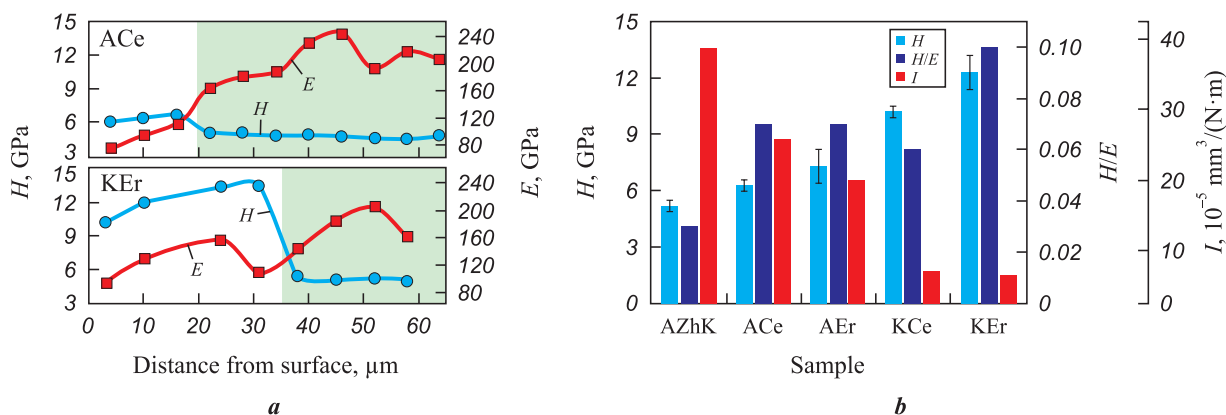 15
12
9
6
3
H, GPa
ACe
E
H
240
200
160
120
80
E, GPa
15
12
9
6
3
H, GPa
KEr
H
E
240
200
160
120
80
E, GPa
0 10 20 30 40 50 60
Distance from surface, µm
a
15
12
9
6
3
0
H, GPa
H
H/E
I
0.10
0.08
0.06
0.04
0.02
0
H/E
40
30
20
10
0
I, 10⁻⁵ mm³/(N·m)
AZhK ACe AEr KCe KEr
Sample
b